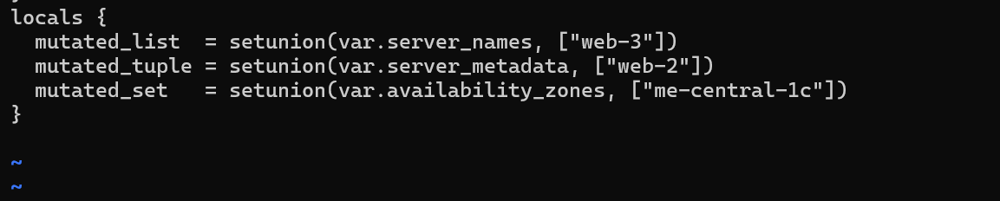 locals {
  mutated_list  = setunion(var.server_names, ["web-3"])
  mutated_tuple = setunion(var.server_metadata, ["web-2"])
  mutated_set   = setunion(var.availability_zones, ["me-central-1c"])
}
~
~